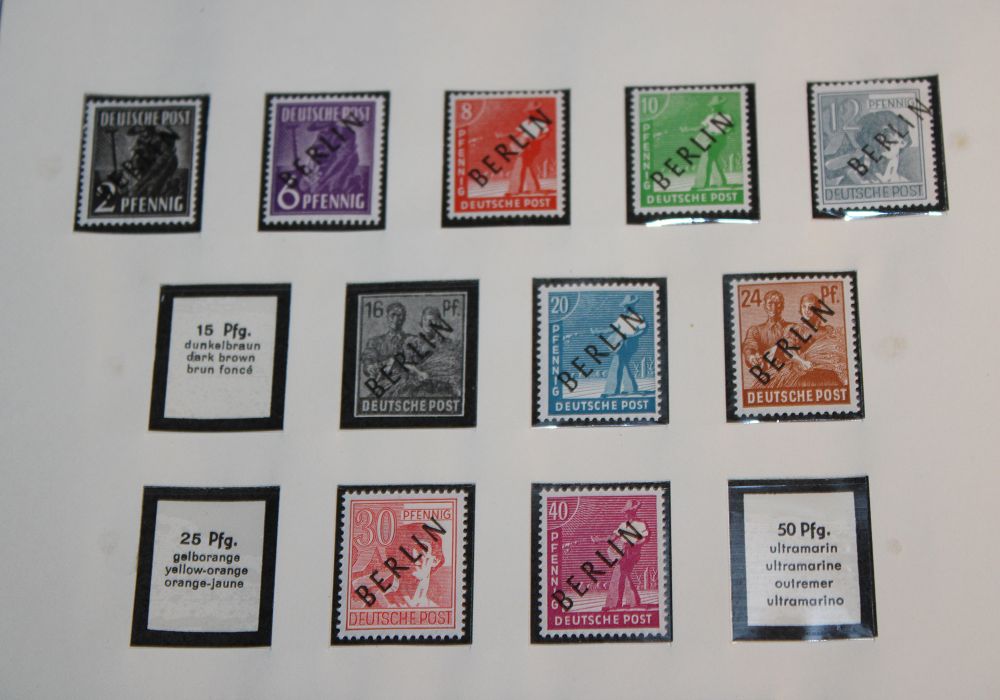 DEUTSCHE POST
BERLIN
2 PFENNIG
DEUTSCHE POST
BERLIN
6 PFENNIG
8
PFENNIG
BERLIN
DEUTSCHE POST
10
PFENNIG
BERLIN
DEUTSCHE POST
12 PFENNIG
BERLIN
DEUTSCHE POST
15 Pfg.
dunkelbraun
dark brown
brun foncé
16 Pf.
BERLIN
DEUTSCHE POST
20
PFENNIG
BERLIN
DEUTSCHE POST
24 Pf.
BERLIN
DEUTSCHE POST
25 Pfg.
gelborange
yellow-orange
orange-jaune
30 PFENNIG
BERLIN
DEUTSCHE POST
40
PFENNIG
BERLIN
DEUTSCHE POST
50 Pfg.
ultramarin
ultramarine
outremer
ultramarino